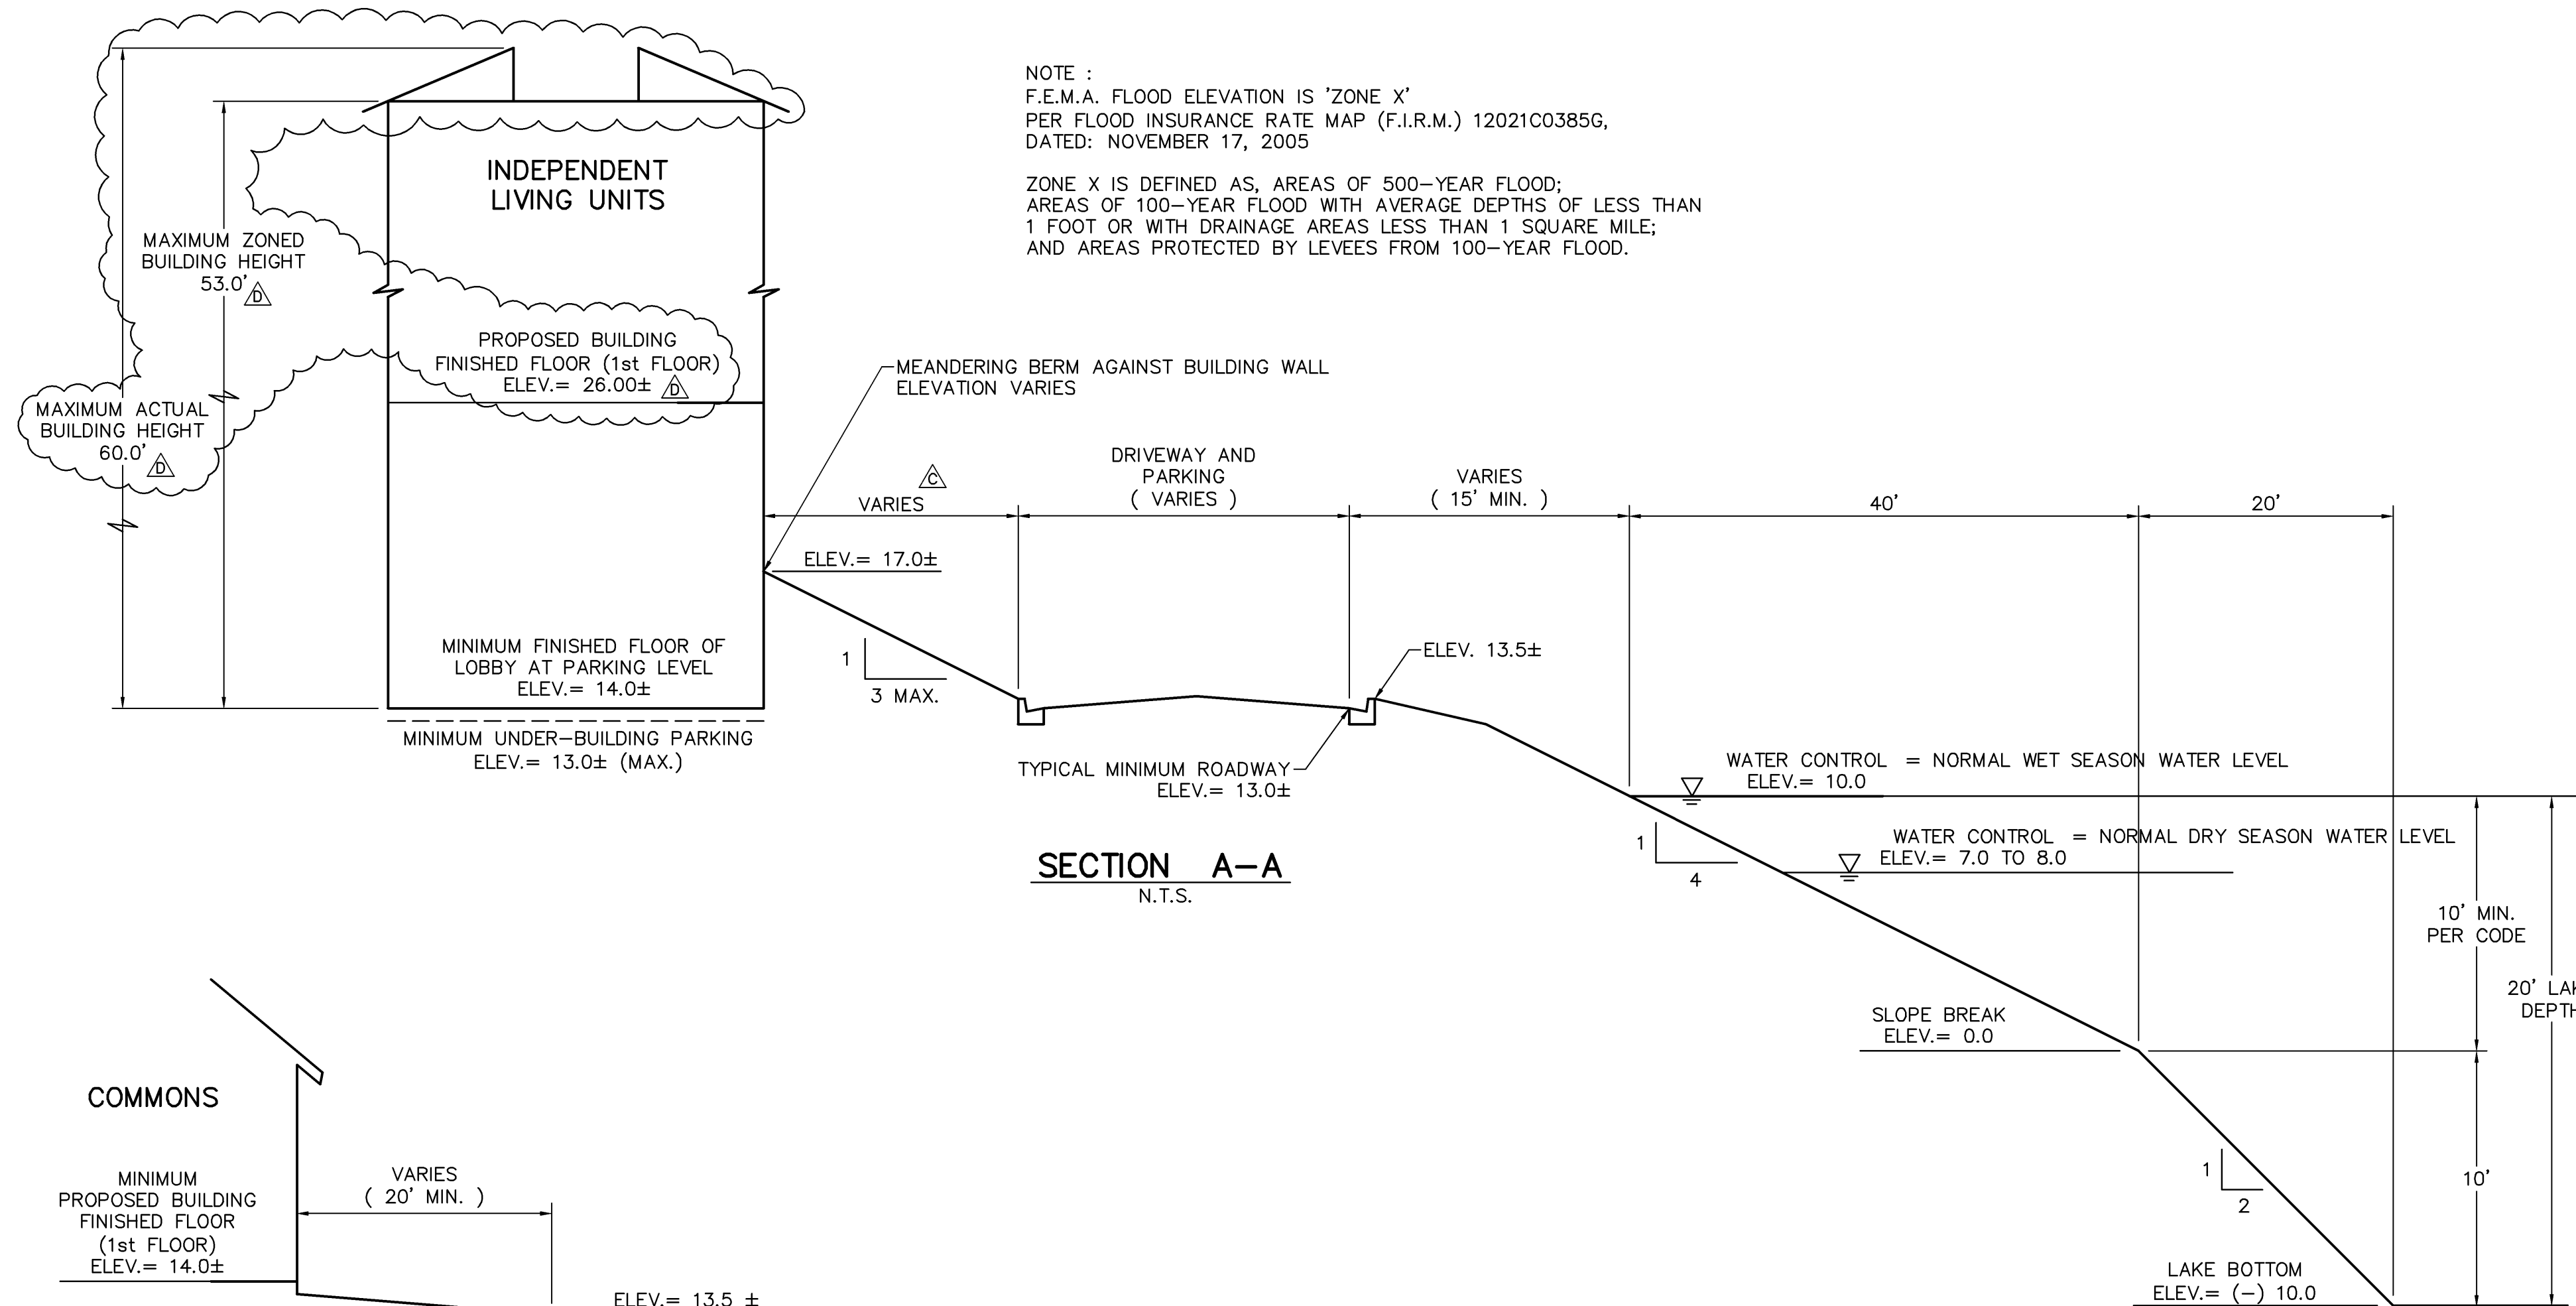 NOTE :
F.E.M.A. FLOOD ELEVATION IS 'ZONE X'
PER FLOOD INSURANCE RATE MAP (F.I.R.M.) 12021C0385G,
DATED: NOVEMBER 17, 2005
ZONE X IS DEFINED AS, AREAS OF 500-YEAR FLOOD;
AREAS OF 100-YEAR FLOOD WITH AVERAGE DEPTHS OF LESS THAN
1 FOOT OR WITH DRAINAGE AREAS LESS THAN 1 SQUARE MILE;
AND AREAS PROTECTED BY LEVEES FROM 100-YEAR FLOOD.
INDEPENDENT
LIVING UNITS
MAXIMUM ZONED
BUILDING HEIGHT
53.0'
D
PROPOSED BUILDING
FINISHED FLOOR (1st FLOOR)
ELEV.= 26.00±
D
MAXIMUM ACTUAL
BUILDING HEIGHT
60.0'
D
MEANDERING BERM AGAINST BUILDING WALL
ELEVATION VARIES
C
VARIES
DRIVEWAY AND
PARKING
( VARIES )
VARIES
( 15' MIN. )
40'
20'
ELEV.= 17.0±
1
3 MAX.
MINIMUM FINISHED FLOOR OF
LOBBY AT PARKING LEVEL
ELEV.= 14.0±
MINIMUM UNDER-BUILDING PARKING
ELEV.= 13.0± (MAX.)
ELEV. 13.5±
TYPICAL MINIMUM ROADWAY
ELEV.= 13.0±
WATER CONTROL = NORMAL WET SEASON WATER LEVEL
ELEV.= 10.0
1
4
WATER CONTROL = NORMAL DRY SEASON WATER LEVEL
ELEV.= 7.0 TO 8.0
SECTION A-A
N.T.S.
10' MIN.
PER CODE
20' LAK
DEPTH
SLOPE BREAK
ELEV.= 0.0
1
2
10'
LAKE BOTTOM
ELEV.= (-) 10.0
COMMONS
MINIMUM
PROPOSED BUILDING
FINISHED FLOOR
(1st FLOOR)
ELEV.= 14.0±
VARIES
( 20' MIN. )
ELEV.= 13.5 ±